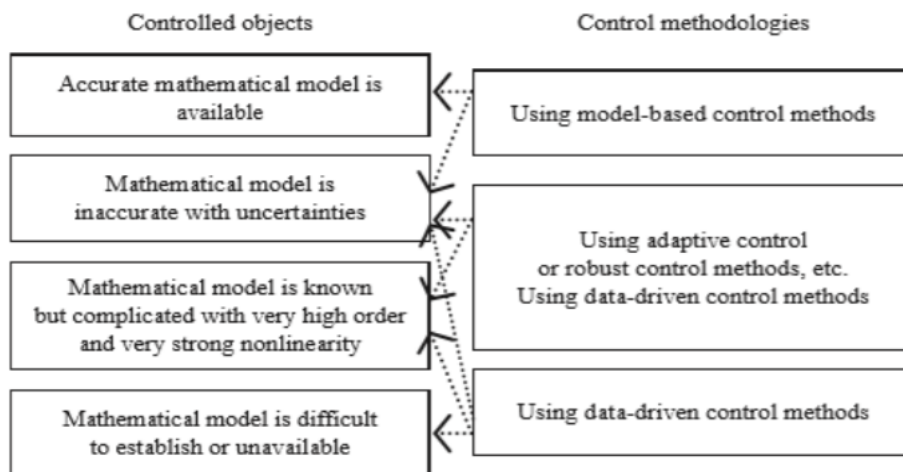 Controlled objects
Control methodologies
Accurate mathematical model is
available
Mathematical model is
inaccurate with uncertainties
Mathematical model is known
but complicated with very high order
and very strong nonlinearity
Mathematical model is difficult
to establish or unavailable
Using model-based control methods
Using adaptive control
or robust control methods, etc.
Using data-driven control methods
Using data-driven control methods